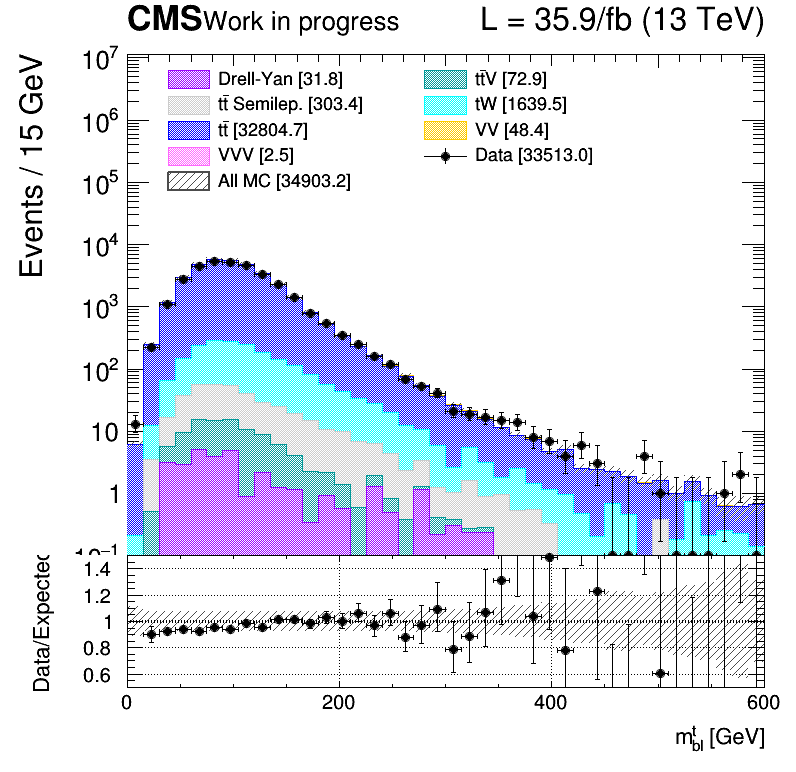 CMS Work in progress L = 35.9/fb (13 TeV)
Events / 15 GeV
10⁷
10⁶
10⁵
10⁴
10³
10²
10
1
10⁻¹
Drell-Yan [31.8]
tt̄ Semilep. [303.4]
tt̄ [32804.7]
VVV [2.5]
All MC [34903.2]
tt̄V [72.9]
tW [1639.5]
VV [48.4]
Data [33513.0]
Data/Expected
1.4
1.2
1
0.8
0.6
0 200 400 600
mᵗbl [GeV]